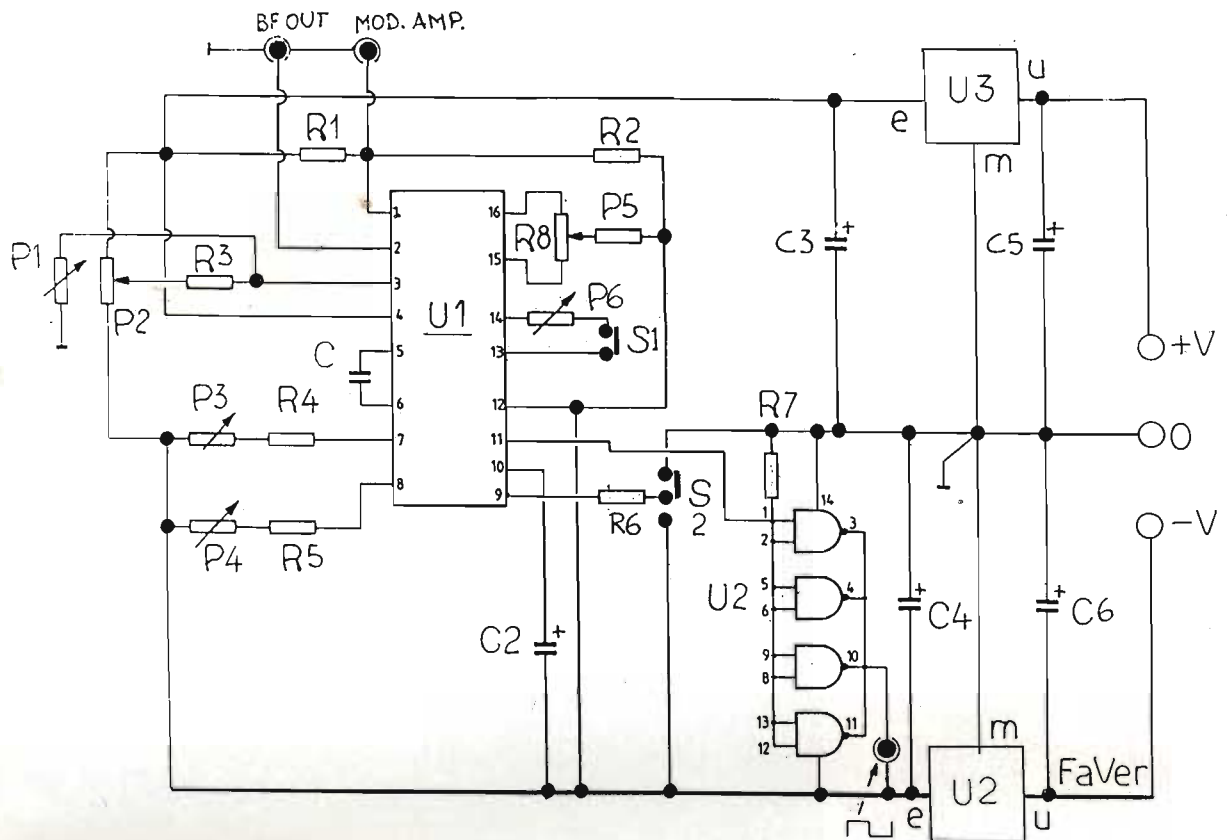 BF OUT MOD. AMP.
U3
u
e
m
R1
R2
P1
R3
P2
1
2
3
4
5
6
7
8
U1
16
15
14
13
12
11
10
9
R8
P5
P6
S1
C
P3
R4
P4
R5
C3
C5
+V
0
-V
R7
R6
S
2
C2
U2
1
2
3
14
5
6
4
9
8
10
13
12
11
C4
C6
m
U2
e
u
FaVer